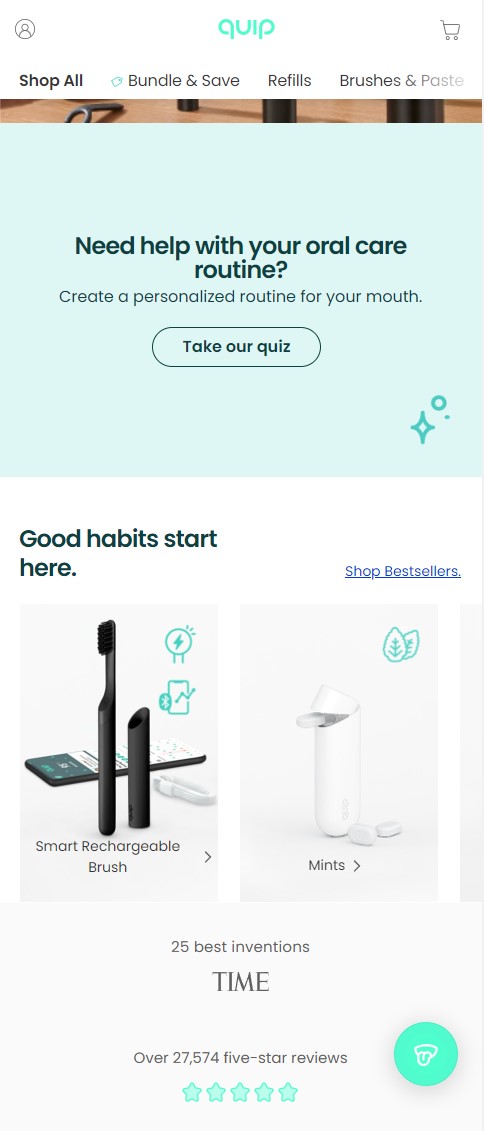 quip
Shop All
Bundle & Save
Refills
Brushes & Paste
Need help with your oral care
routine?
Create a personalized routine for your mouth.
Take our quiz
Good habits start
here.
Shop Bestsellers.
quip
quip
Smart Rechargeable
Brush
Mints
25 best inventions
TIME
Over 27,574 five-star reviews